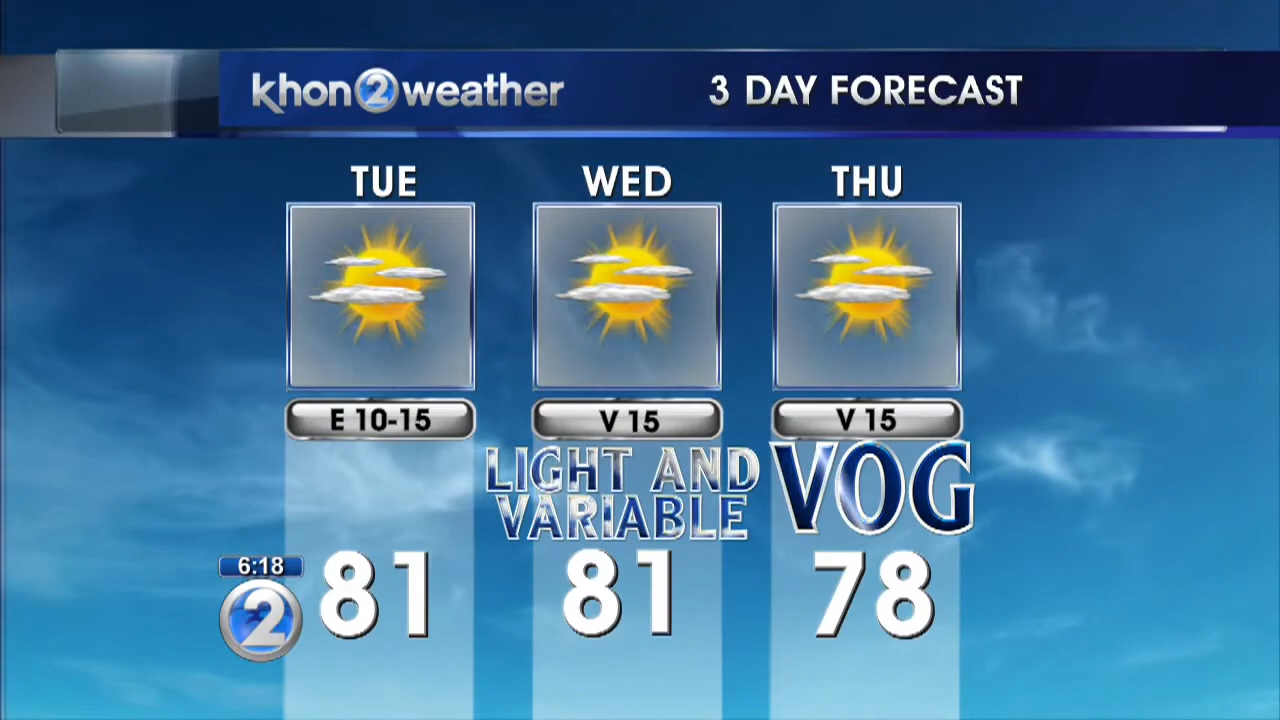 khon2weather
3 DAY FORECAST
TUE
WED
THU
E 10-15
V 15
V 15
LIGHT AND
VARIABLE
VOG
6:18
2
81
81
78